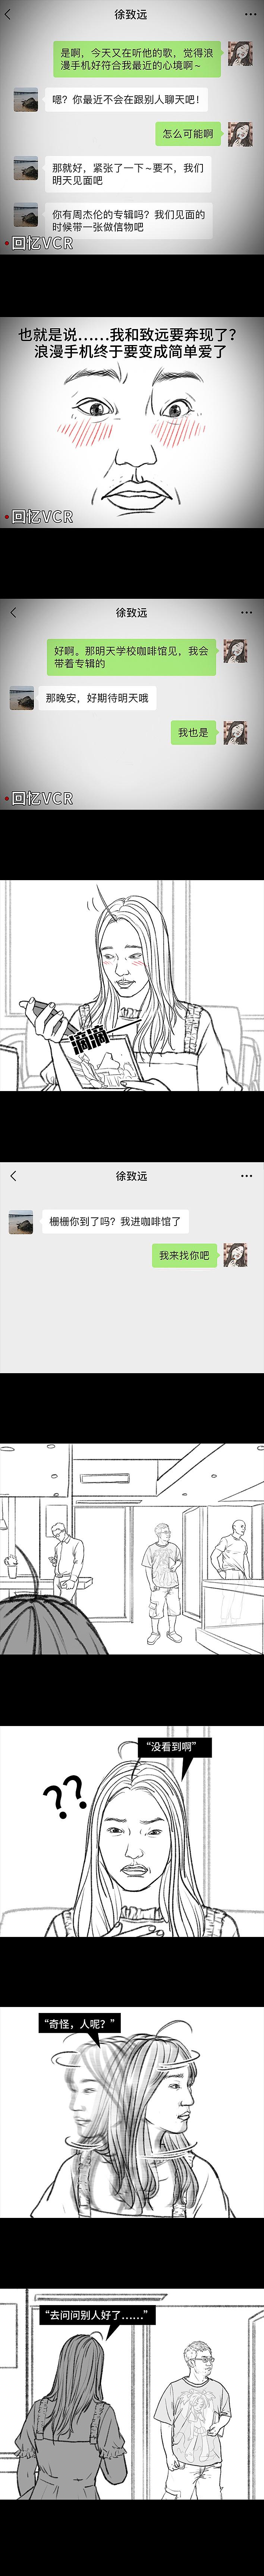 徐致远
是啊，今天又在听他的歌，觉得浪
漫手机好符合我最近的心境啊~
嗯？你最近不会在跟别人聊天吧！
怎么可能啊
那就好，紧张了一下~要不，我们
明天见面吧
你有周杰伦的专辑吗？我们见面的
时候带一张做信物吧
回忆VCR
也就是说……我和致远要奔现了？
浪漫手机终于要变成简单爱了
回忆VCR
徐致远
好啊。那明天学校咖啡馆见，我会
带着专辑的
那晚安，好期待明天哦
我也是
回忆VCR
滴滴
徐致远
栅栅你到了吗？我进咖啡馆了
我来找你吧
“没看到啊”
??
“奇怪，人呢？”
“去问问别人好了……”